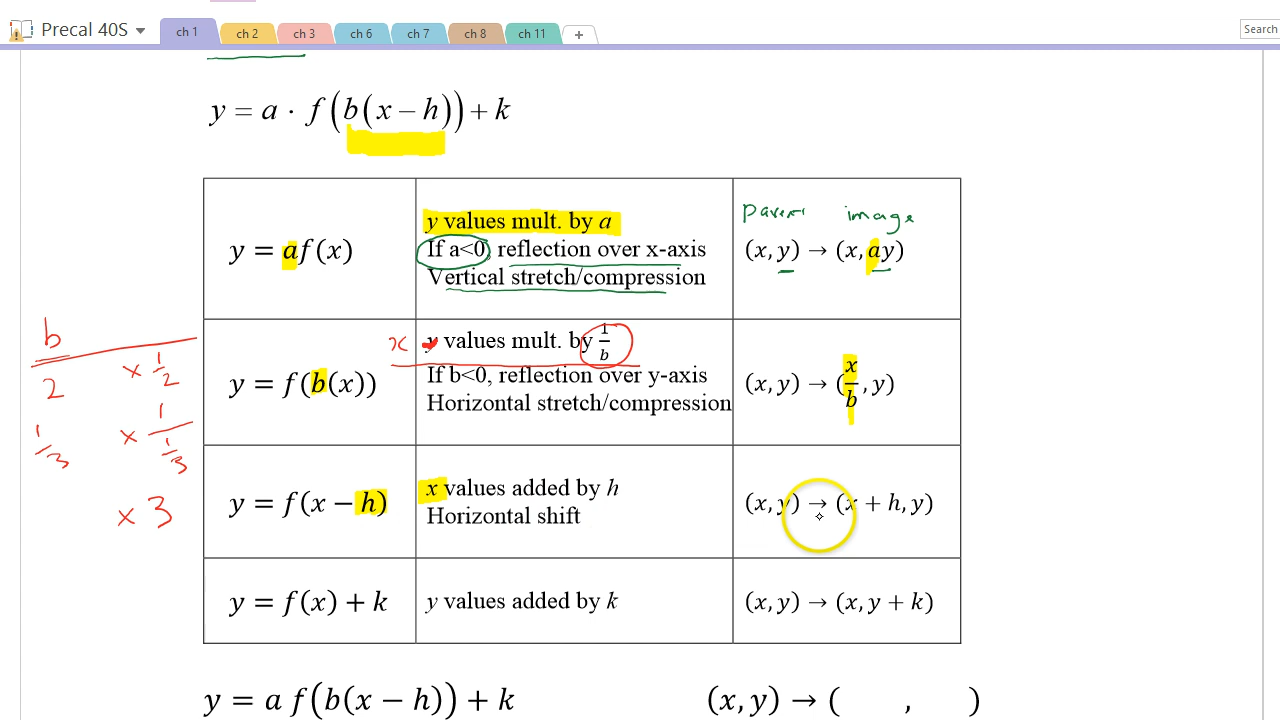 Precal 40S
ch 1
ch 2
ch 3
ch 6
ch 7
ch 8
ch 11
+
Search
y = a · f(b(x − h)) + k
y = af(x)
y values mult. by a
If a<0, reflection over x-axis
Vertical stretch/compression
parent image
(x, y) → (x, ay)
b
2 × 1/2
1/3 × 1/(1/3)
× 3
y = f(b(x))
x y values mult. by 1/b
If b<0, reflection over y-axis
Horizontal stretch/compression
(x, y) → (x/b, y)
y = f(x − h)
x values added by h
Horizontal shift
(x, y) → (x + h, y)
y = f(x) + k
y values added by k
(x, y) → (x, y + k)
y = a f(b(x − h)) + k
(x, y) → ( , )